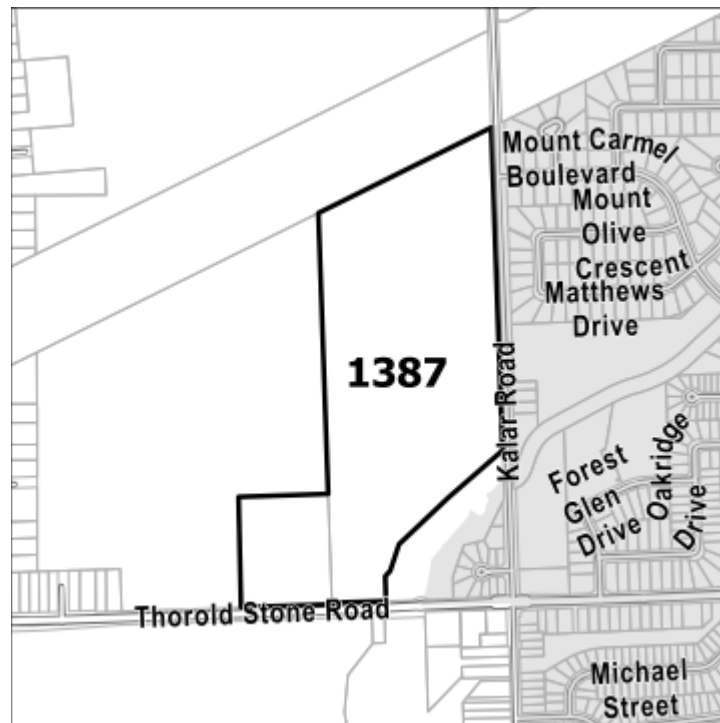 Mount Carmel
Boulevard
Mount
Olive
Crescent
Matthews
Drive
1387
Kalar Road
Forest
Glen
Drive
Oakridge
Drive
Thorold Stone Road
Michael
Street